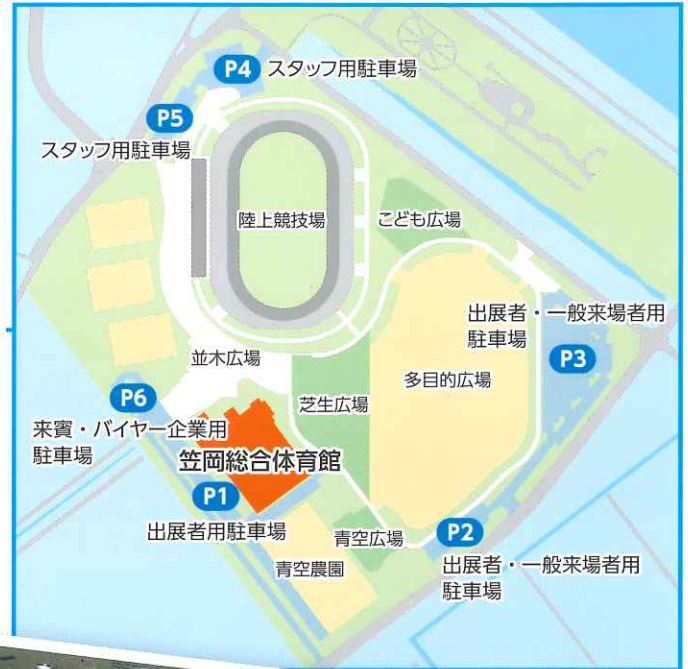 P4 スタッフ用駐車場
P5
スタッフ用駐車場
陸上競技場
こども広場
出展者・一般来場者用
駐車場
P3
並木広場
多目的広場
芝生広場
P6
来賓・バイヤー企業用
駐車場
笠岡総合体育館
P1
出展者用駐車場
青空広場
P2
青空農園
出展者・一般来場者用
駐車場